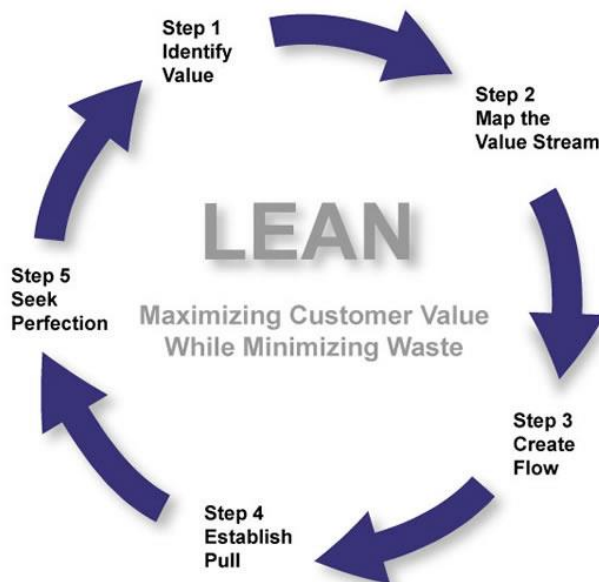 Step 1
Identify
Value
Step 2
Map the
Value Stream
LEAN
Maximizing Customer Value
While Minimizing Waste
Step 3
Create
Flow
Step 4
Establish
Pull
Step 5
Seek
Perfection